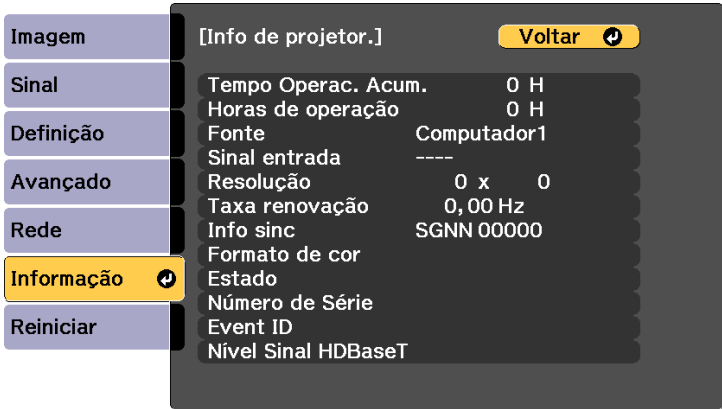 Imagem
Sinal
Definição
Avançado
Rede
Informação
Reiniciar
[Info de projetor.]
Voltar
Tempo Operac. Acum. 0 H
Horas de operação 0 H
Fonte Computador1
Sinal entrada ----
Resolução 0 x 0
Taxa renovação 0,00 Hz
Info sinc SGNN 00000
Formato de cor
Estado
Número de Série
Event ID
Nível Sinal HDBaseT